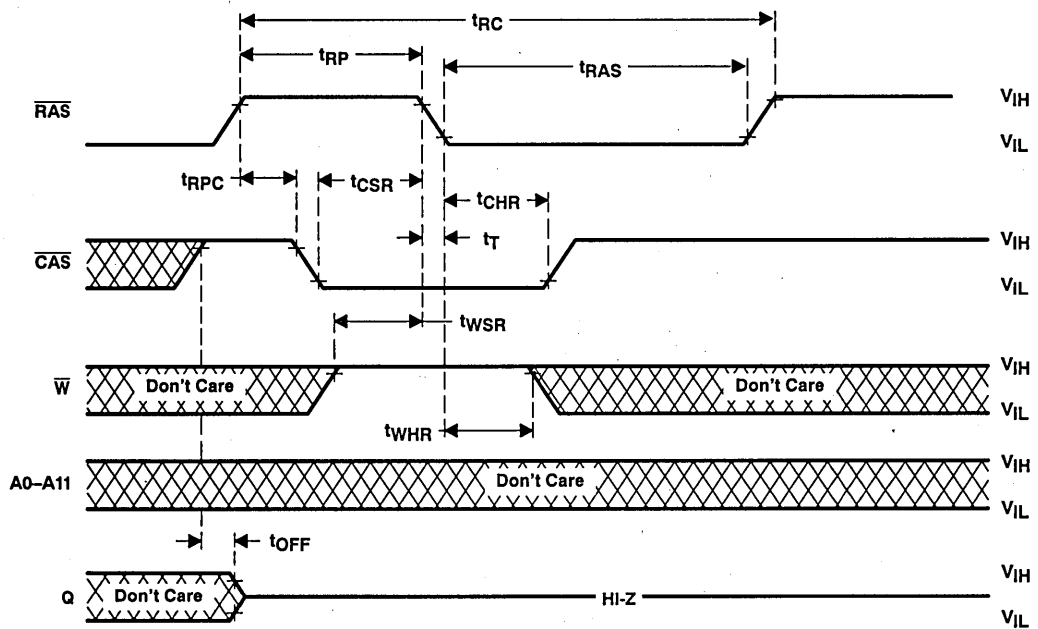 tRC
tRP
tRAS
RAS
VIH
VIL
tRPC
tCSR
tCHR
tT
CAS
VIH
VIL
tWSR
W
Don't Care
Don't Care
VIH
VIL
tWHR
A0–A11
Don't Care
VIH
VIL
tOFF
Q
Don't Care
HI-Z
VIH
VIL